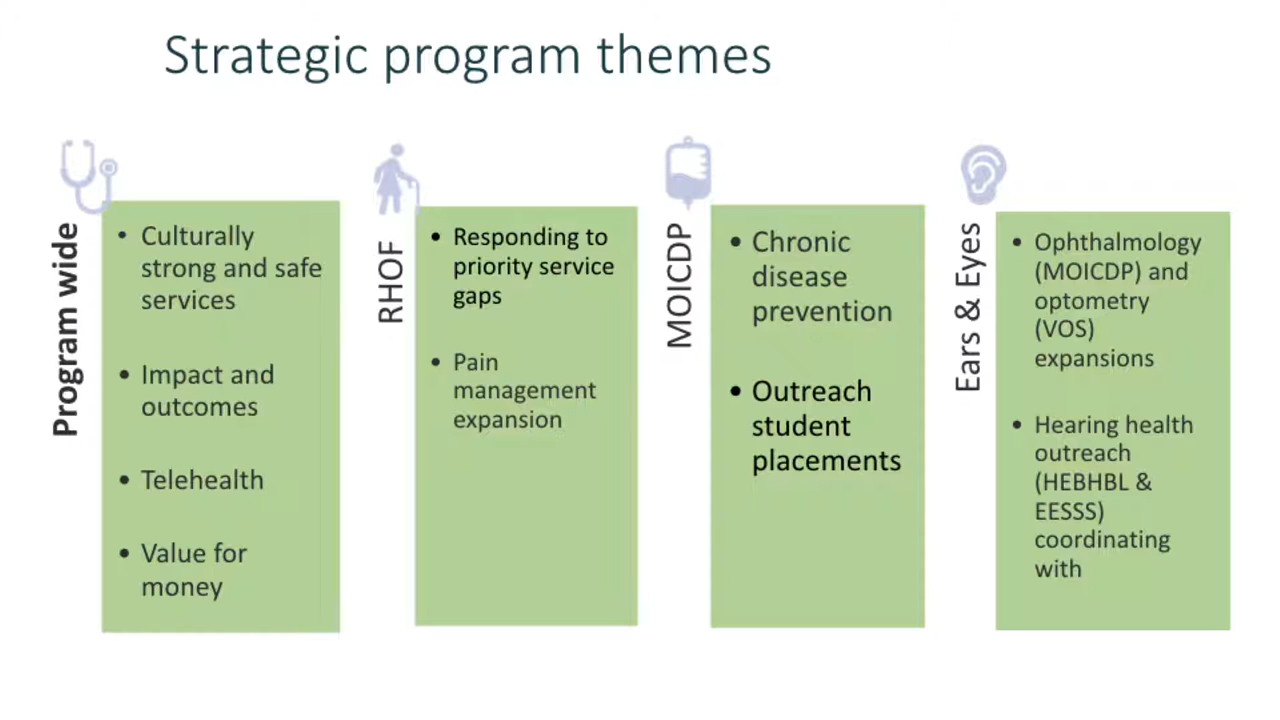 Strategic program themes
Program wide
• Culturally
strong and safe
services
• Impact and
outcomes
• Telehealth
• Value for
money
RHOF
• Responding to
priority service
gaps
• Pain
management
expansion
MOICDP
• Chronic
disease
prevention
• Outreach
student
placements
Ears & Eyes
• Ophthalmology
(MOICDP) and
optometry
(VOS)
expansions
• Hearing health
outreach
(HEBHBL &
EESSS)
coordinating
with